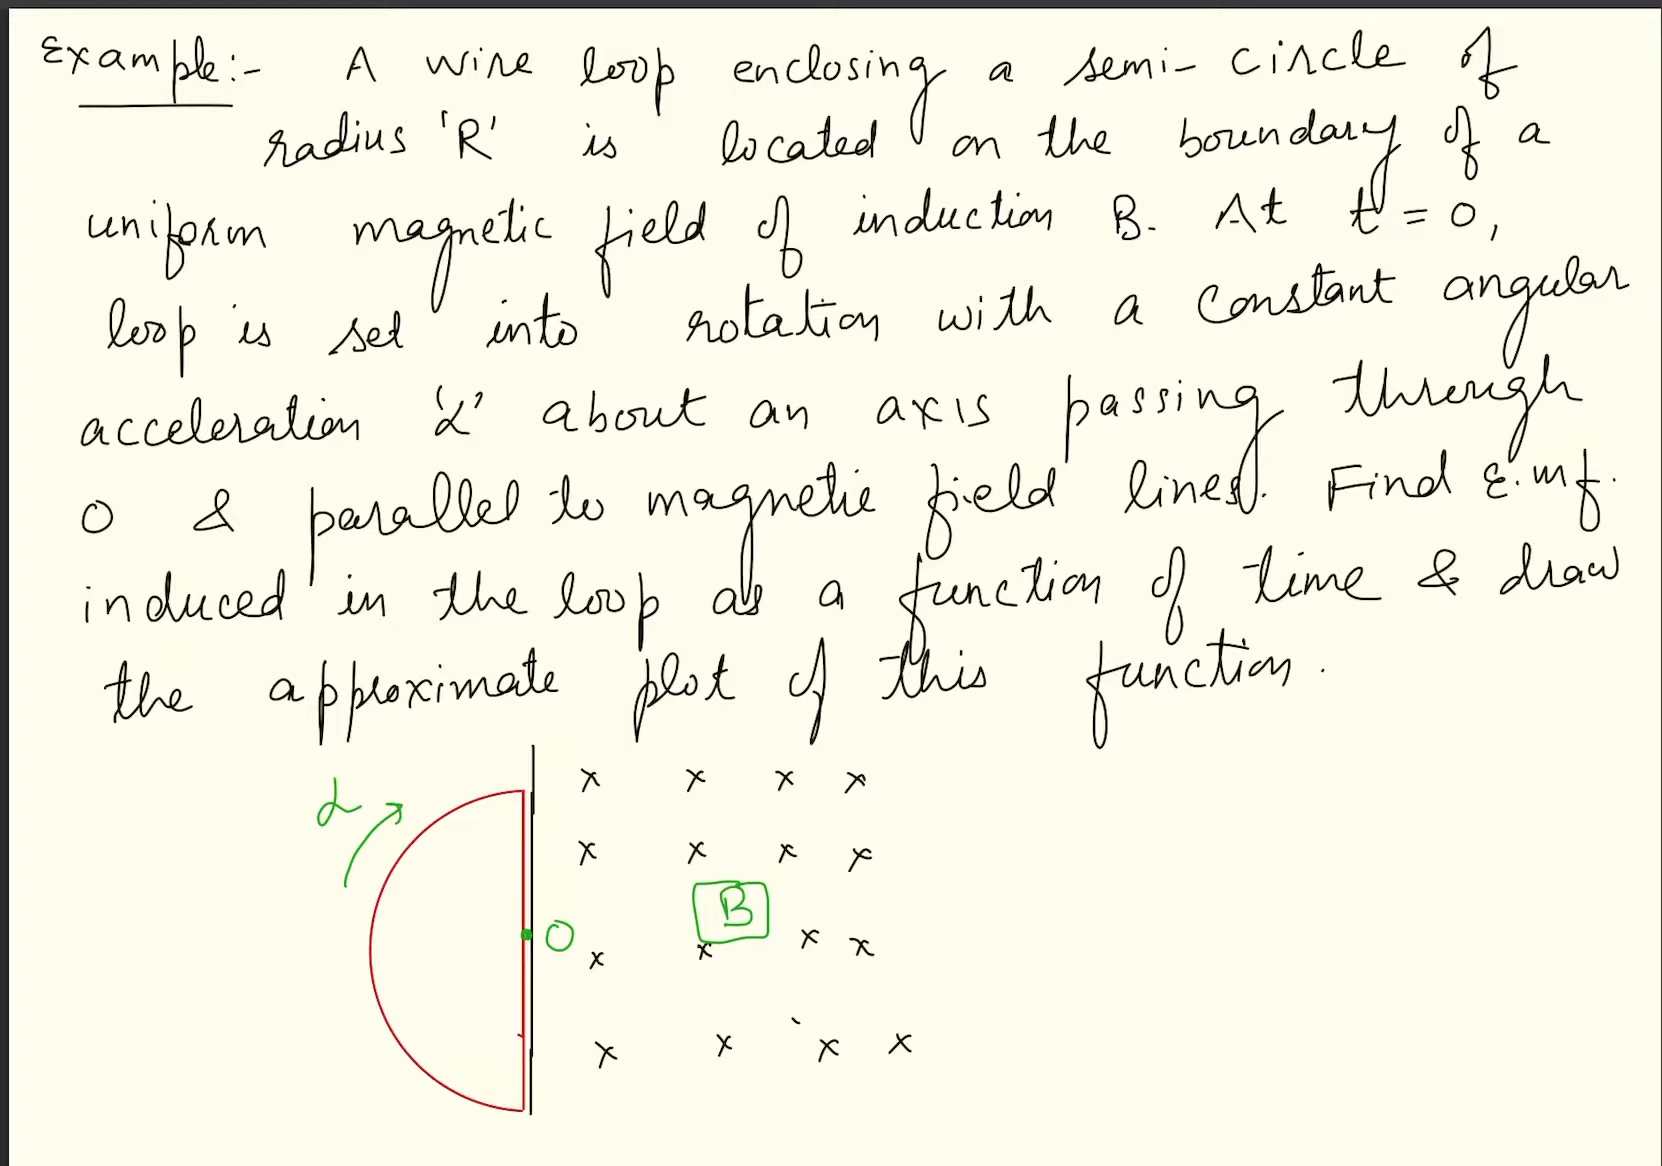 Example:- A wire loop enclosing a semi-circle of
radius 'R' is located on the boundary of a
uniform magnetic field of induction B. At t = 0,
loop is set into rotation with a constant angular
acceleration 'α' about an axis passing through
O & parallel to magnetic field lines. Find E.mf.
induced in the loop as a function of time & draw
the approximate plot of this function.
α
x x x x
x x x x
B
O
x x x x
x x x x